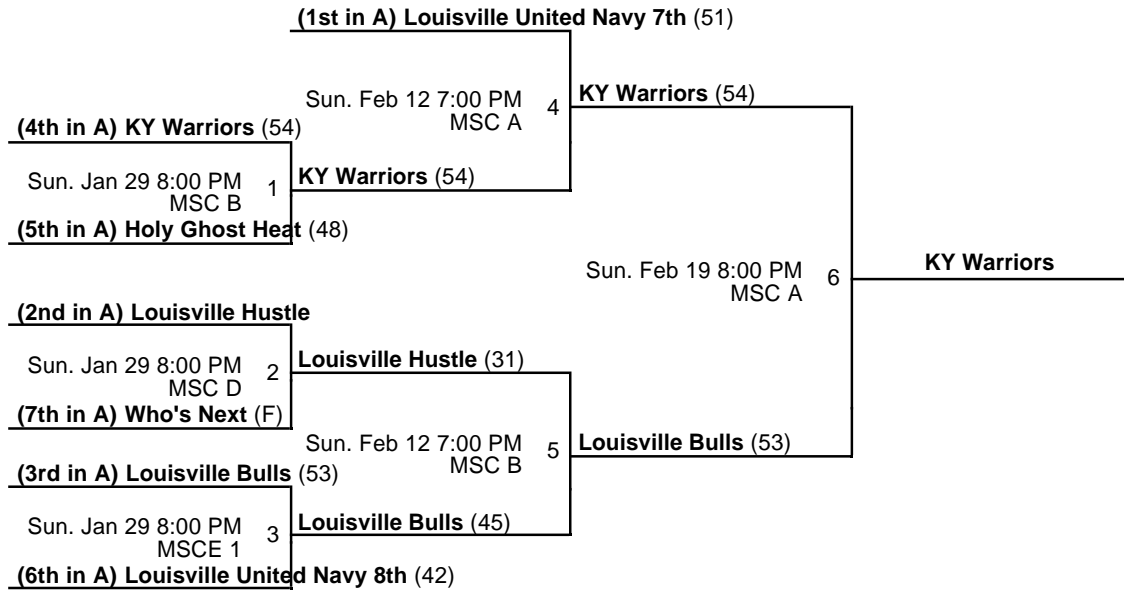 (1st in A) Louisville United Navy 7th (51)
Sun. Feb 12 7:00 PM
MSC A
4
KY Warriors (54)
(4th in A) KY Warriors (54)
Sun. Jan 29 8:00 PM
MSC B
1
KY Warriors (54)
(5th in A) Holy Ghost Heat (48)
Sun. Feb 19 8:00 PM
MSC A
6
KY Warriors
(2nd in A) Louisville Hustle
Sun. Jan 29 8:00 PM
MSC D
2
Louisville Hustle (31)
(7th in A) Who's Next (F)
Sun. Feb 12 7:00 PM
MSC B
5
Louisville Bulls (53)
(3rd in A) Louisville Bulls (53)
Sun. Jan 29 8:00 PM
MSCE 1
3
Louisville Bulls (45)
(6th in A) Louisville United Navy 8th (42)